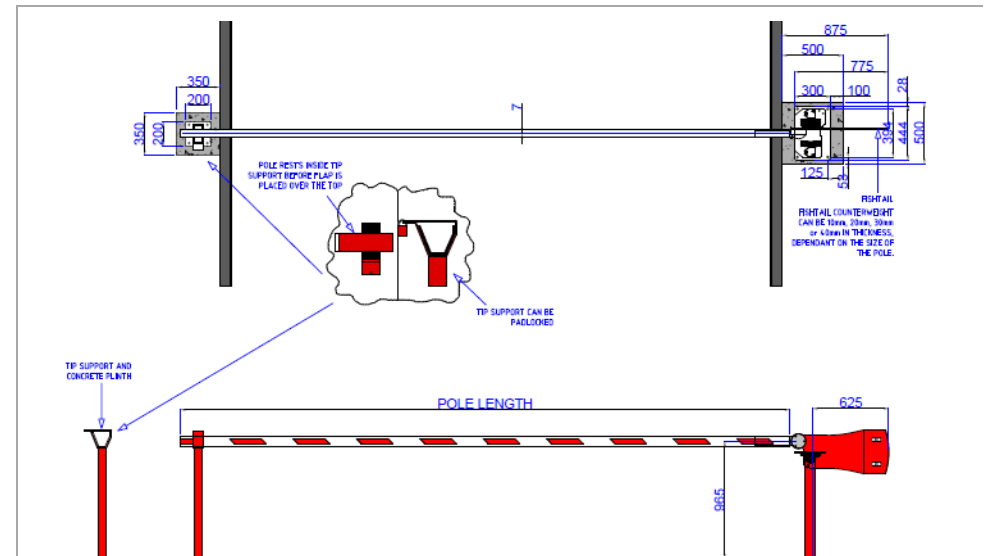 875
500
775
350
200
300
100
28
350
200
7
394
444
500
125
53
POLE RESTS INSIDE TIP
SUPPORT BEFORE FLAP IS
PLACED OVER THE TOP
FISHTAIL
FISHTAIL COUNTERWEIGHT
CAN BE 10mm, 20mm, 30mm
or 40mm IN THICKNESS,
DEPENDANT ON THE SIZE OF
THE POLE.
TIP SUPPORT CAN BE
PADLOCKED
TIP SUPPORT AND
CONCRETE PLINTH
POLE LENGTH
625
965